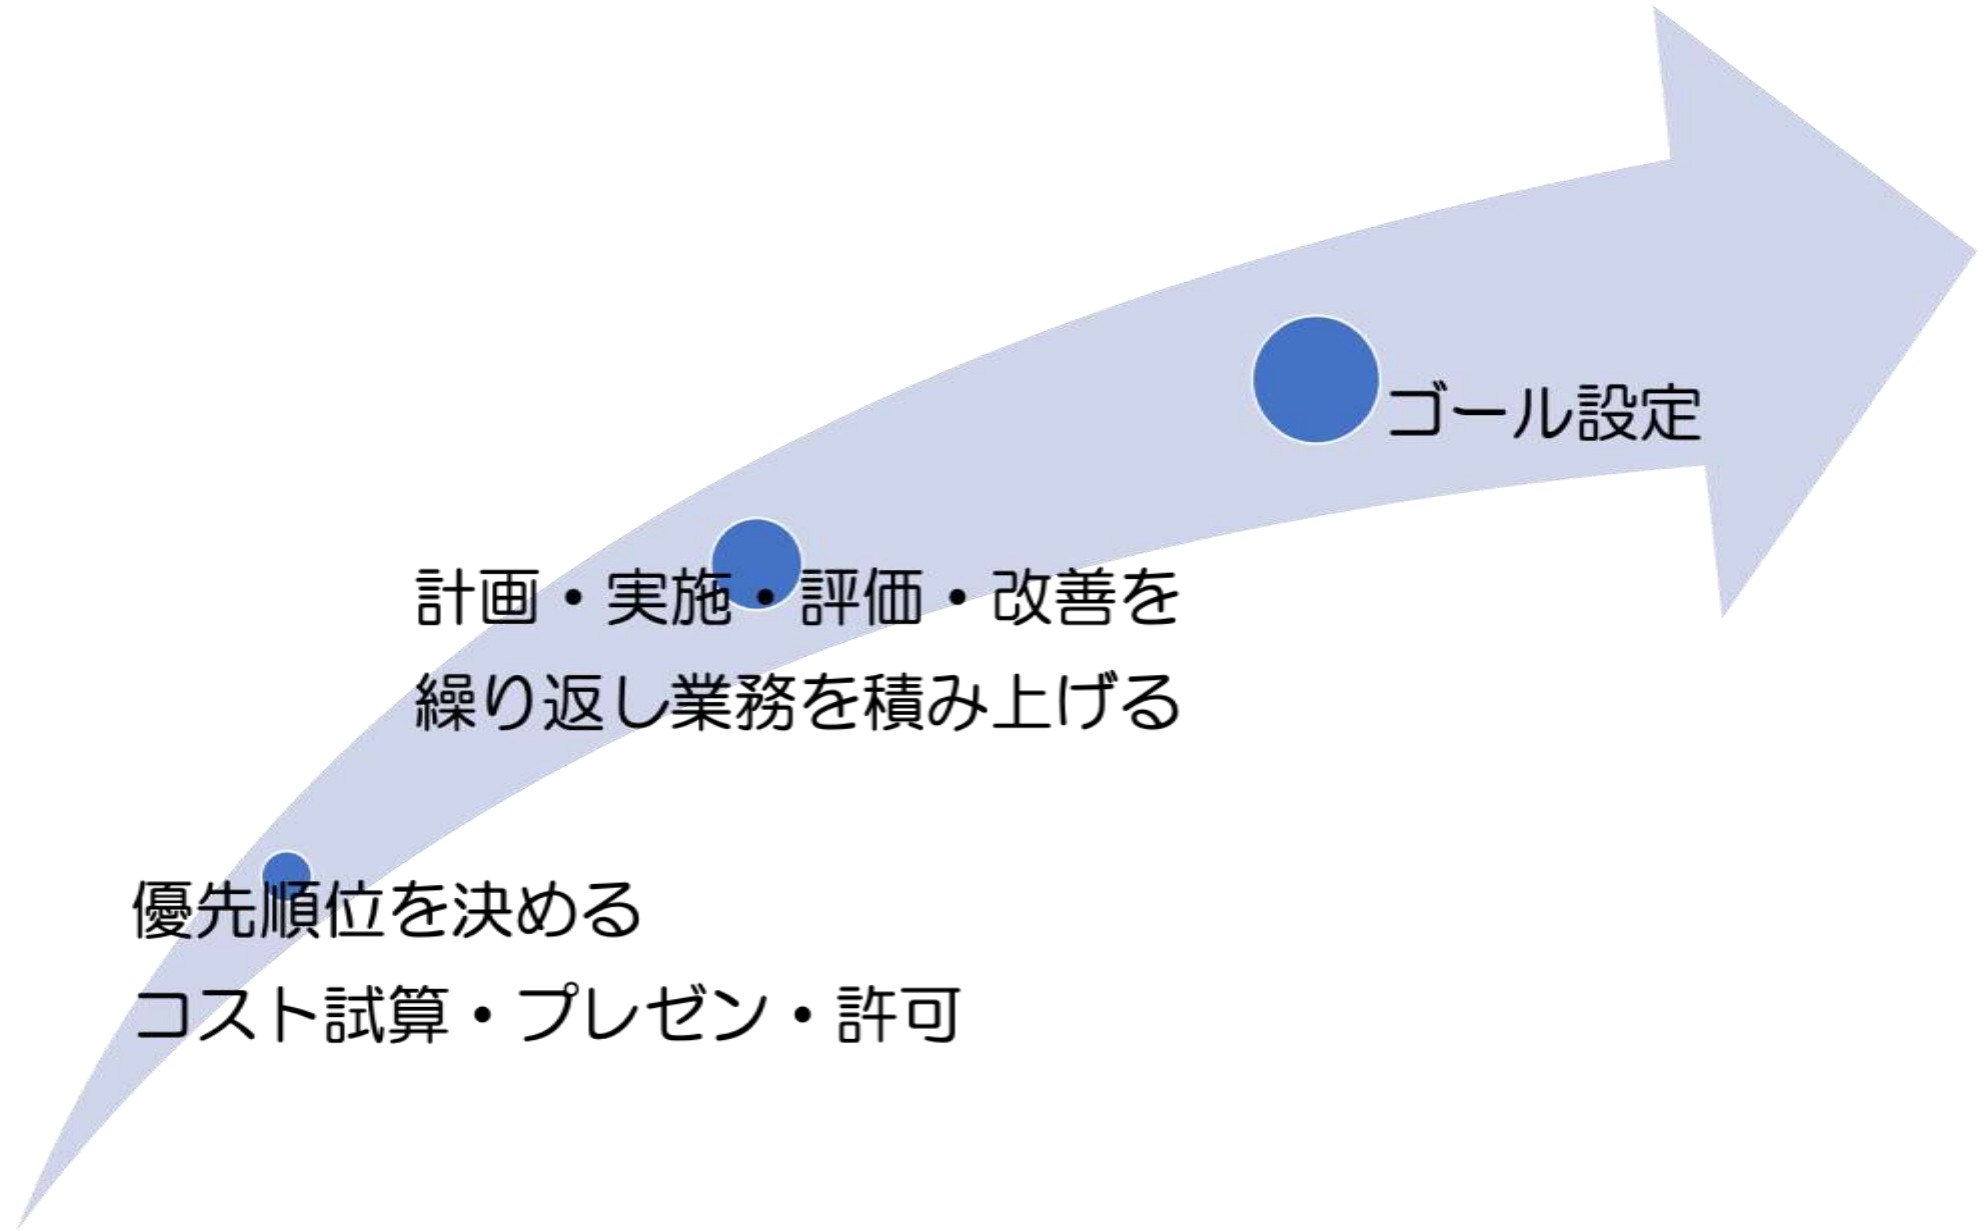 ゴール設定
計画・実施・評価・改善を
繰り返し業務を積み上げる
優先順位を決める
コスト試算・プレゼン・許可